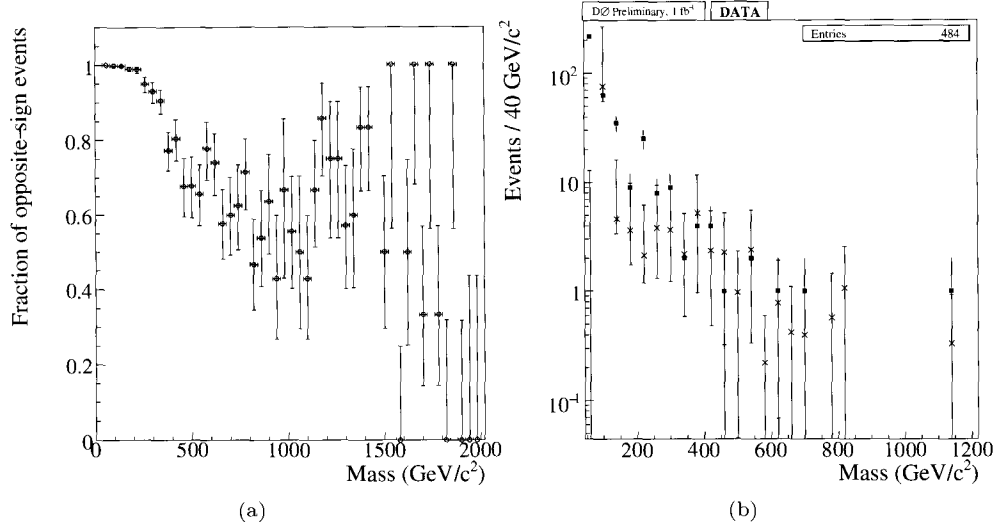 Fraction of opposite-sign events
1
0.8
0.6
0.4
0.2
0
0 500 1000 1500 2000
Mass (GeV/c²)
(a)
DØ Preliminary, 1 fb⁻¹ DATA
Entries 484
Events / 40 GeV/c²
10²
10
1
10⁻¹
200 400 600 800 1000 1200
Mass (GeV/c²)
(b)